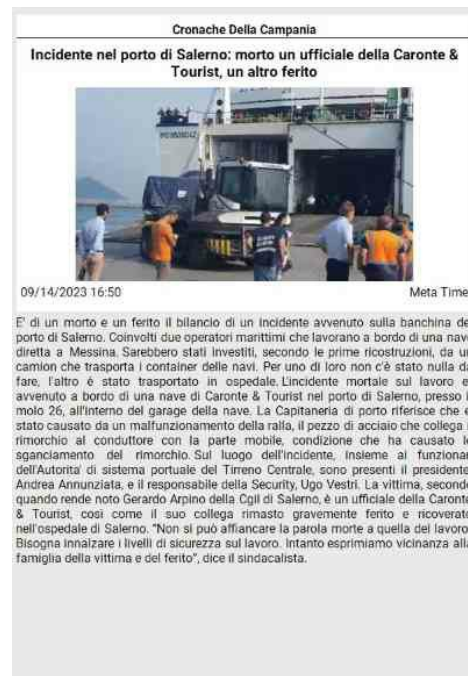 Cronache Della Campania
Incidente nel porto di Salerno: morto un ufficiale della Caronte &
Tourist, un altro ferito
09/14/2023 16:50 Meta Time
E' di un morto e un ferito il bilancio di un incidente avvenuto sulla banchina de
porto di Salerno. Coinvolti due operatori marittimi che lavorano a bordo di una nave
diretta a Messina. Sarebbero stati investiti, secondo le prime ricostruzioni, da u
camion che trasporta i container delle navi. Per uno di loro non c'è stato nulla da
fare, l'altro è stato trasportato in ospedale. L'incidente mortale sul lavoro è
avvenuto a bordo di una nave di Caronte & Tourist nel porto di Salerno, presso i
molo 26, all'interno del garage della nave. La Capitaneria di porto riferisce che è
stato causato da un malfunzionamento della ralla, il pezzo di acciaio che collega i
rimorchio al conduttore con la parte mobile, condizione che ha causato lo
sganciamento del rimorchio. Sul luogo dell'incidente, insieme ai funzionar
dell'Autorita' di sistema portuale del Tirreno Centrale, sono presenti il presidente
Andrea Annunziata, e il responsabile della Security, Ugo Vestri. La vittima, secondo
quando rende noto Gerardo Arpino della Cgil di Salerno, è un ufficiale della Caronte
& Tourist, così come il suo collega rimasto gravemente ferito e ricoverato
nell'ospedale di Salerno. "Non si può affiancare la parola morte a quella del lavoro
Bisogna innalzare i livelli di sicurezza sul lavoro. Intanto esprimiamo vicinanza alla
famiglia della vittima e del ferito", dice il sindacalista.